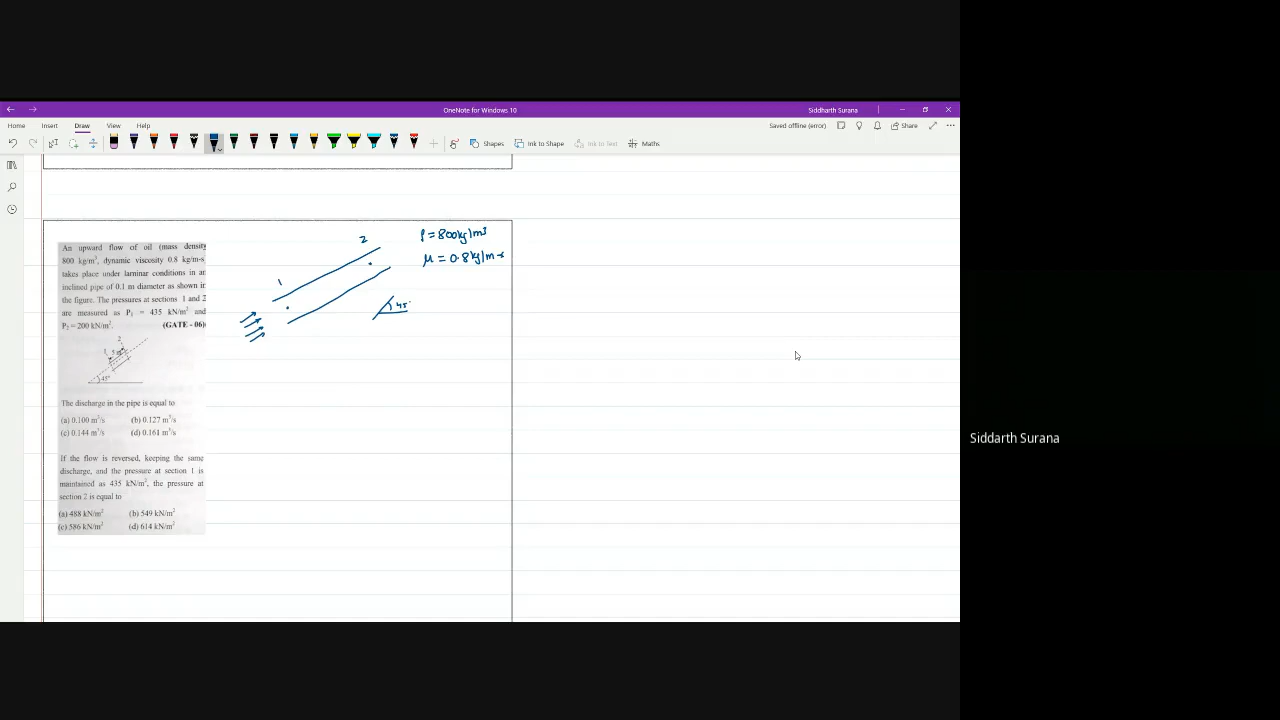 OneNote for Windows 10
Siddharth Surana
Home Insert Draw View Help
Saved offline (error)
Share
Shapes
Ink to Shape
Ink to Text
Maths
An upward flow of oil (mass density
800 kg/m³, dynamic viscosity 0.8 kg/m-s)
takes place under laminar conditions in an
inclined pipe of 0.1 m diameter as shown in
the figure. The pressures at sections 1 and 2
are measured as P₁ = 435 kN/m² and
P₂ = 200 kN/m².
(GATE - 06)
1
5 m
2
45°
The discharge in the pipe is equal to
(a) 0.100 m³/s (b) 0.127 m³/s
(c) 0.144 m³/s (d) 0.161 m³/s
If the flow is reversed, keeping the same
discharge, and the pressure at section 1 is
maintained as 435 kN/m², the pressure at
section 2 is equal to
(a) 488 kN/m² (b) 549 kN/m²
(c) 586 kN/m² (d) 614 kN/m²
1
2
45°
ρ = 800kg/m³
μ = 0.8kg/m-s
Siddarth Surana